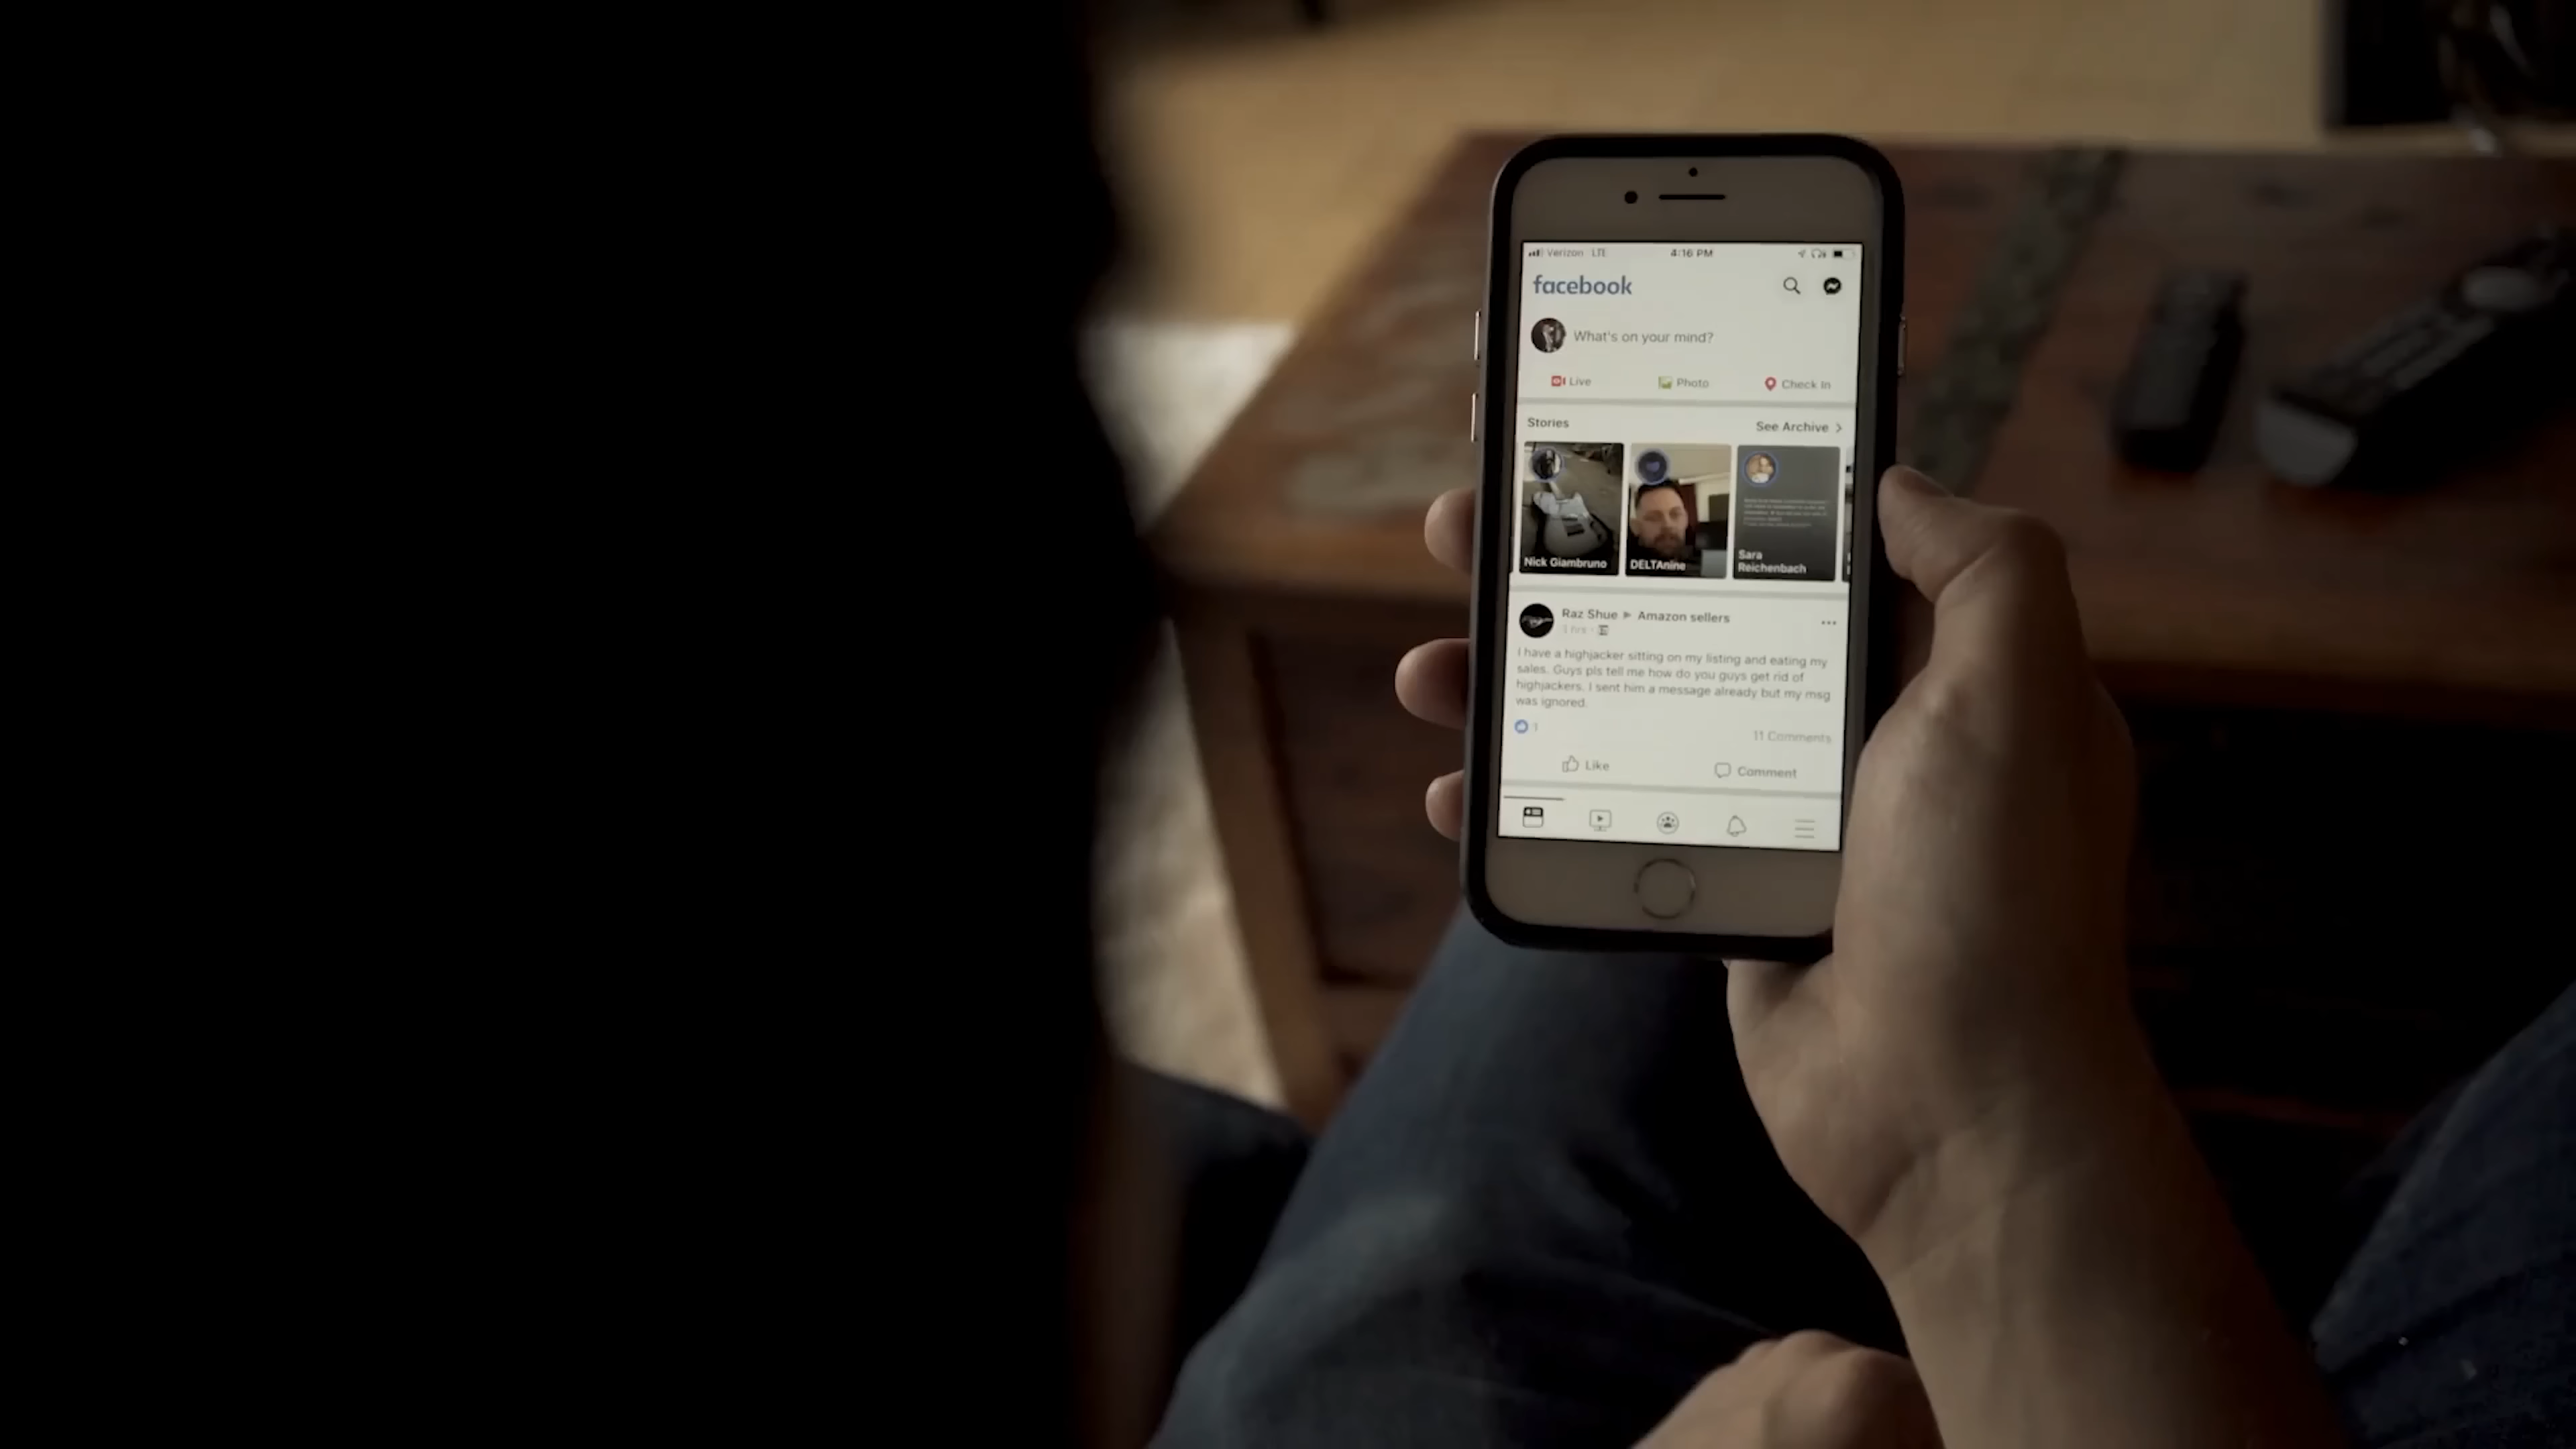 Verizon LTE 4:16 PM
facebook
What's on your mind?
Live Photo Check In
Stories See Archive
Nick Giambruno
DELTAnine
Sara
Reichenbach
Raz Shue ▸ Amazon sellers
3 hrs
I have a highjacker sitting on my listing and eating my
sales. Guys pls tell me how do you guys get rid of
highjackers. I sent him a message already but my msg
was ignored.
1 11 Comments
Like Comment